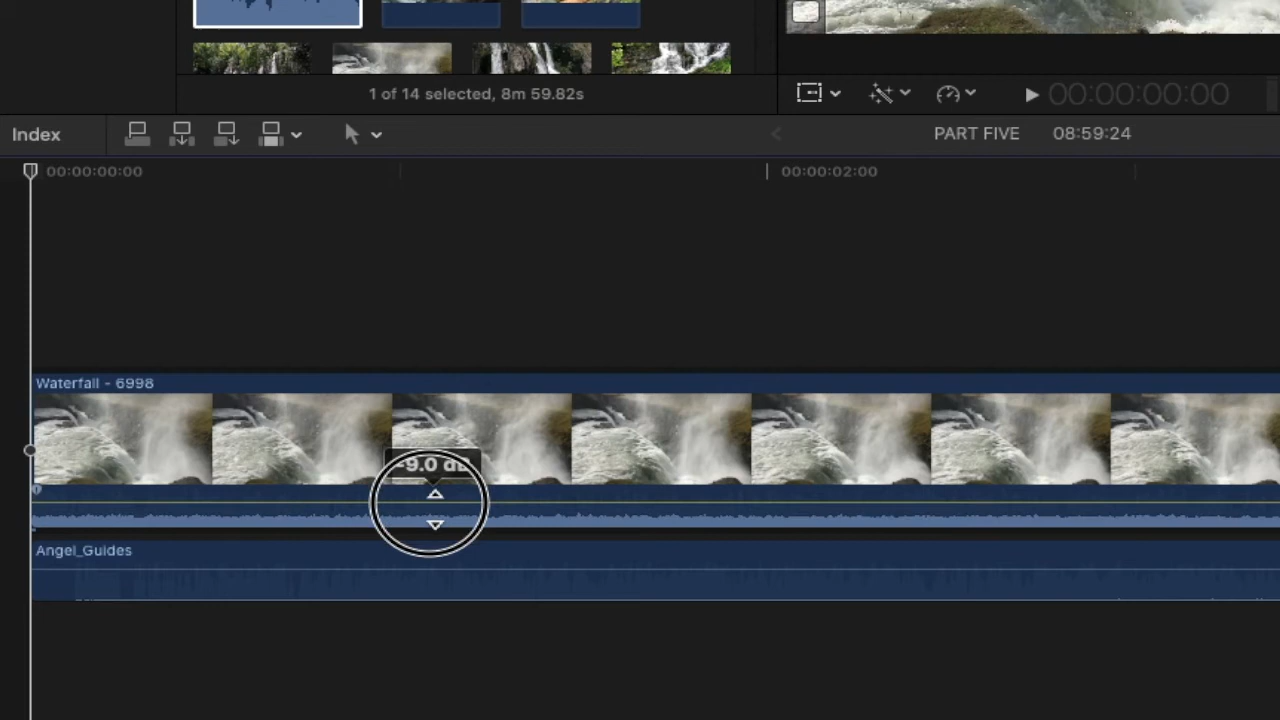 1 of 14 selected, 8m 59.82s
00:00:00:00
Index
PART FIVE
08:59:24
00:00:00:00
00:00:02:00
Waterfall - 6998
-9.0 dB
Angel_Guides